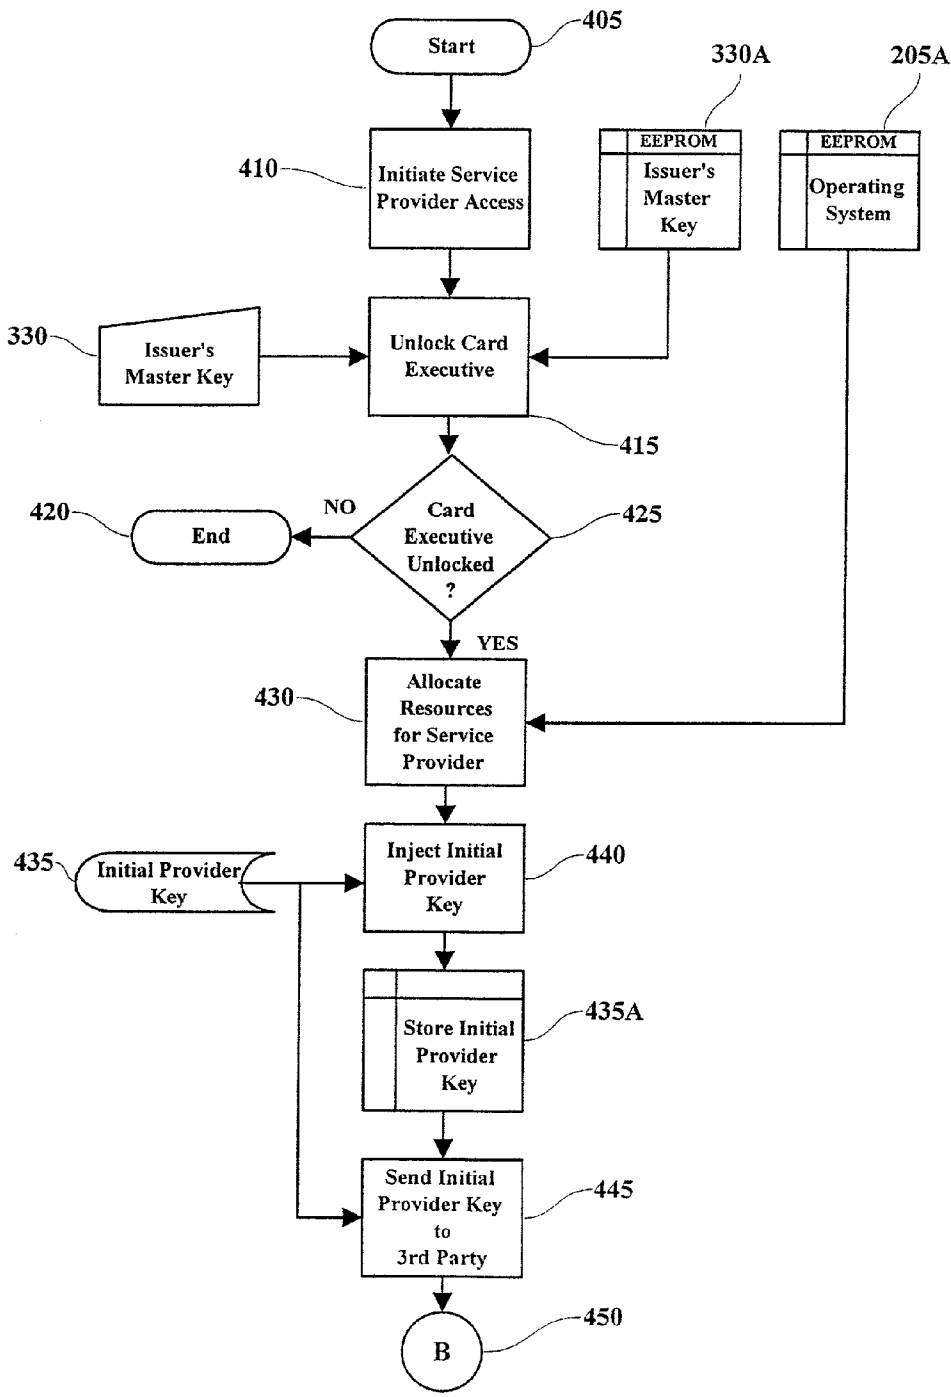 405
Start
330A
205A
EEPROM
Issuer's
Master
Key
EEPROM
Operating
System
410
Initiate Service
Provider Access
330
Issuer's
Master Key
Unlock Card
Executive
415
420
End
NO
Card
Executive
Unlocked
?
425
YES
430
Allocate
Resources
for Service
Provider
435
Initial Provider
Key
Inject Initial
Provider
Key
440
Store Initial
Provider
Key
435A
Send Initial
Provider Key
to
3rd Party
445
B
450